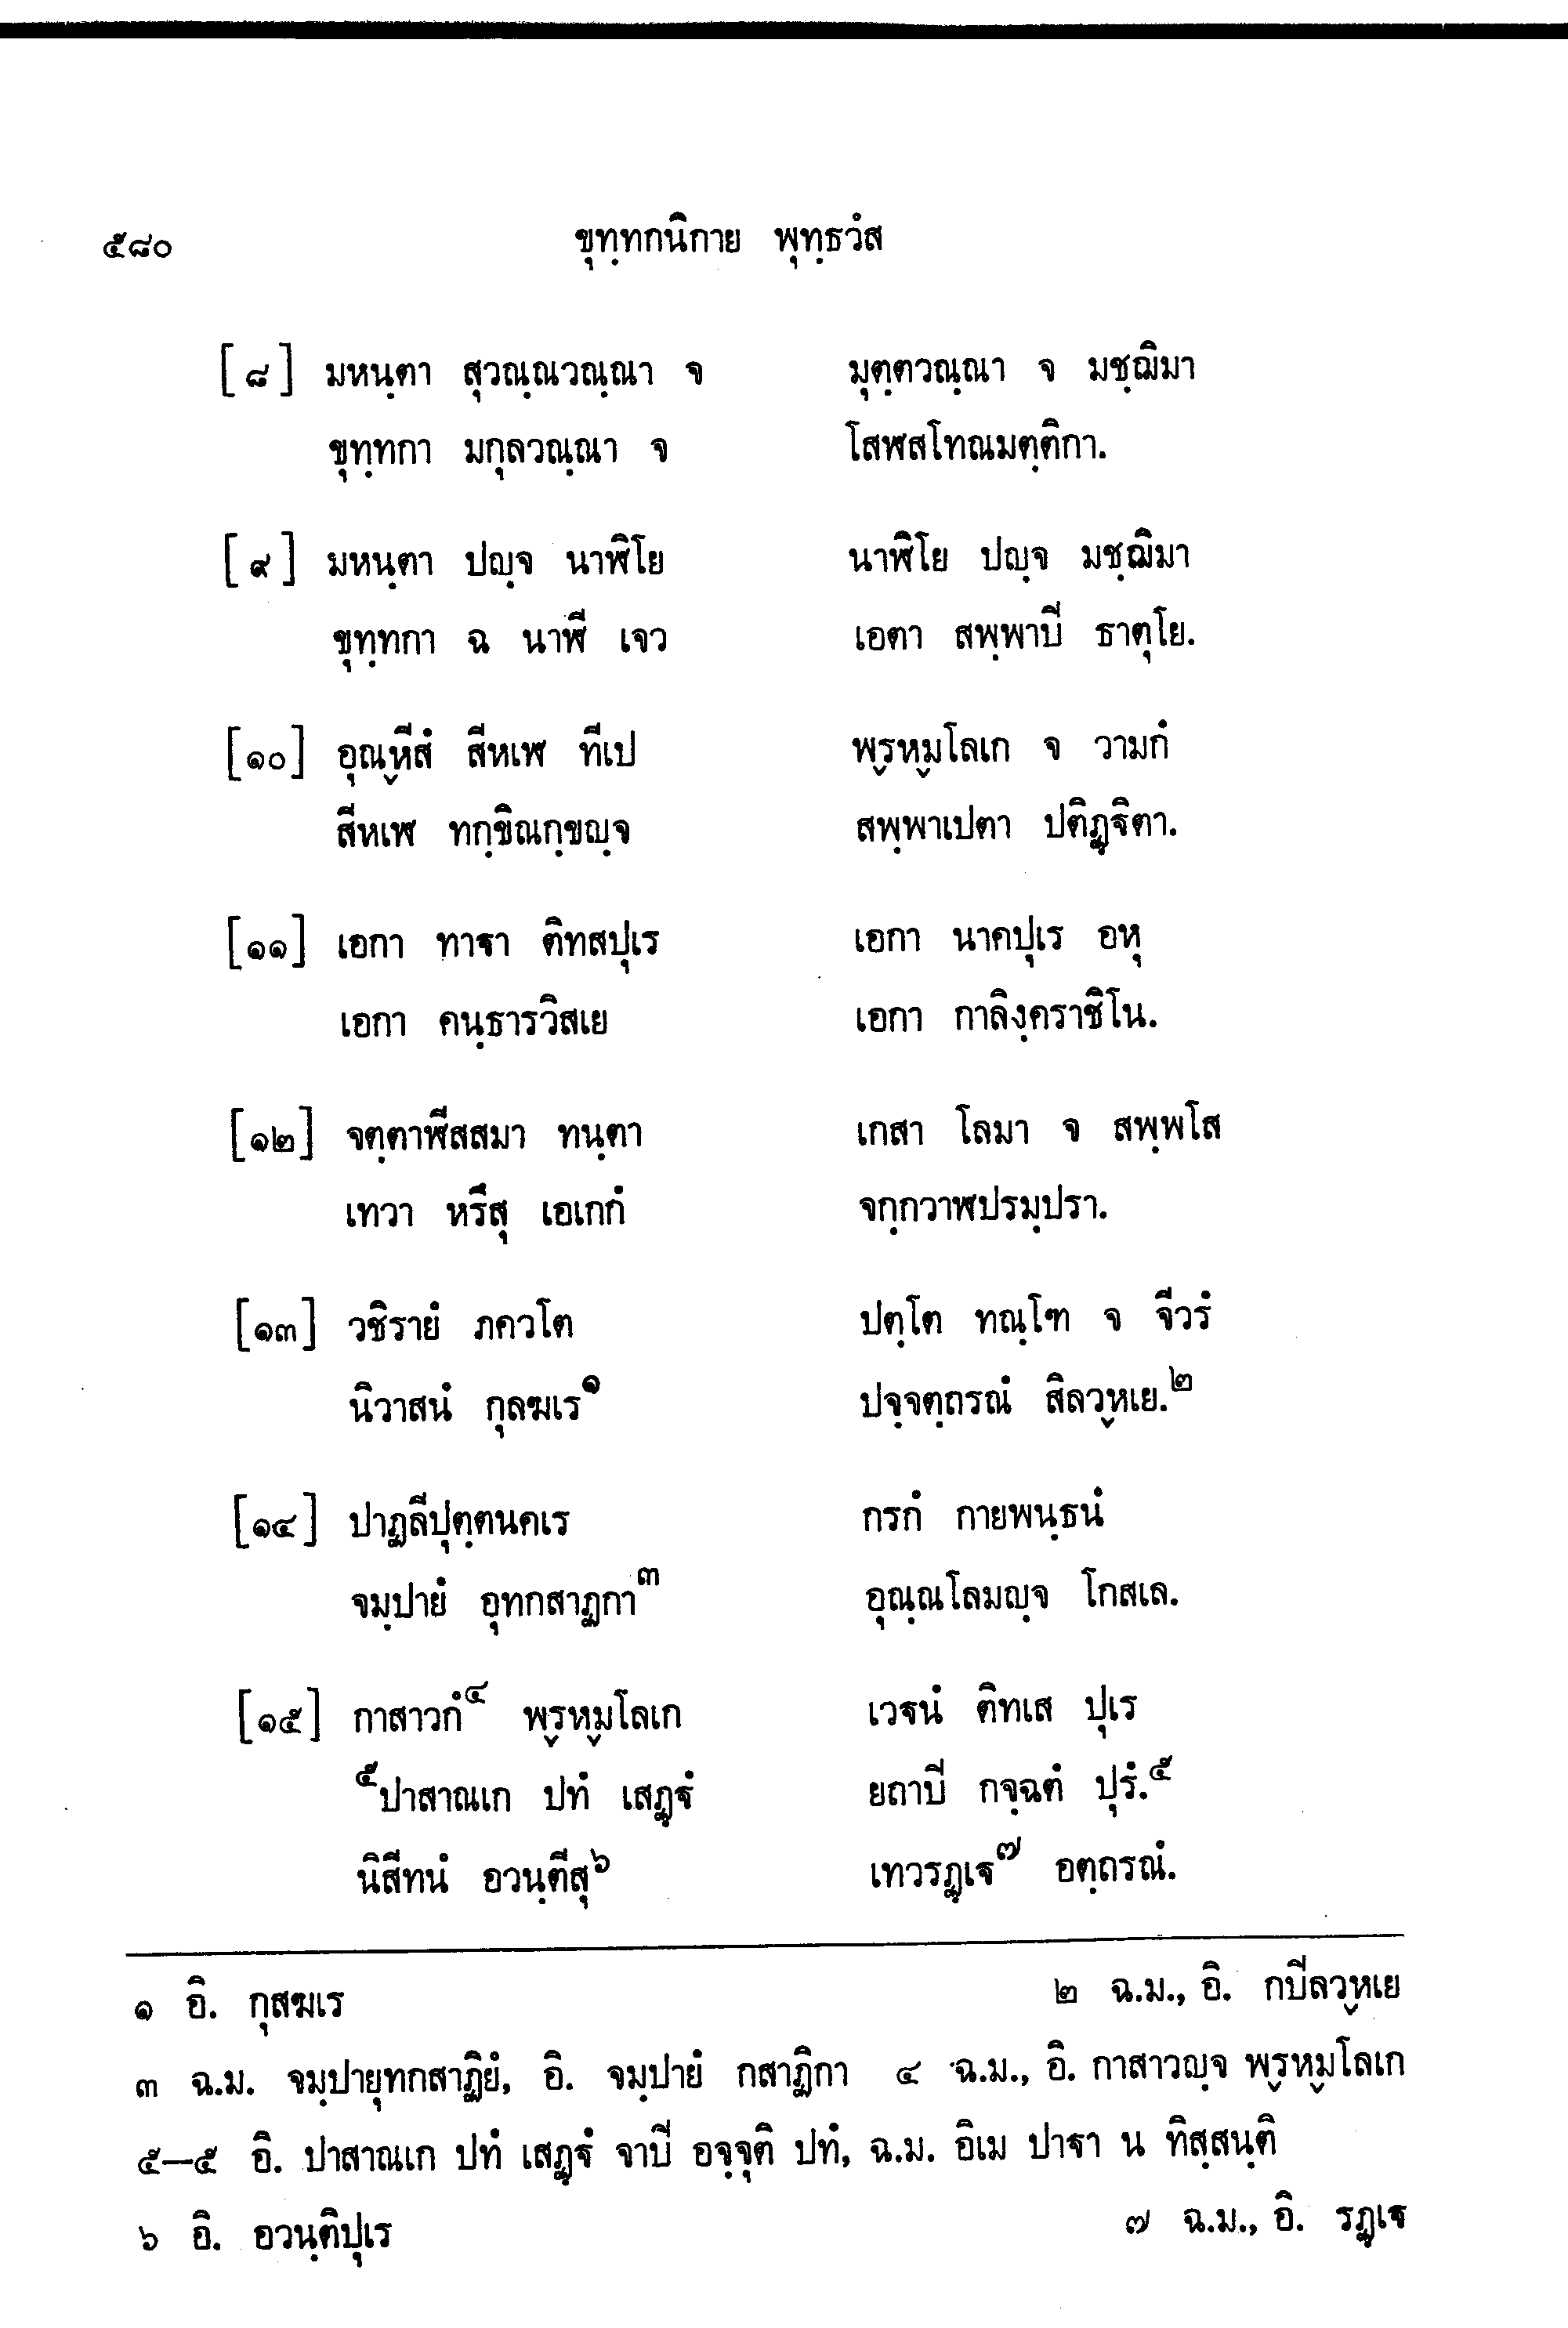 ๕๘๐ ขุทฺทกนิกาย พุทฺธวํส
[๘] มหนฺตา สุวณฺณวณฺณา จ มุตฺตวณฺณา จ มชฺฌิมา
ขุทฺทกา มกุลวณฺณา จ โสฬสโทณมตฺติกา.
[๙] มหนฺตา ปญฺจ นาฬิโย นาฬิโย ปญฺจ มชฺฌิมา
ขุทฺทกา ฉ นาฬี เจว เอตา สพฺพาปิ ธาตุโย.
[๑๐] อุณฺหีสํ สีหเฬ ทีเป พฺรหฺมโลเก จ วามกํ
สีหเฬ ทกฺขิณกฺขญฺจ สพฺพาเปตา ปติฏฺฐิตา.
[๑๑] เอกา ทาฐา ติทสปุเร เอกา นาคปุเร อหุ
เอกา คนฺธารวิสเย เอกา กาลิงฺคราชิโน.
[๑๒] จตฺตาฬีสสมา ทนฺตา เกสา โลมา จ สพฺพโส
เทวา หรึสุ เอเกกํ จกฺกวาฬปรมฺปรา.
[๑๓] วชิรายํ ภควโต ปตฺโต ทณฺโฑ จ จีวรํ
นิวาสนํ กุลฆเร๑ ปจฺจตฺถรณํ สิลวฺหเย.๒
[๑๔] ปาฏลีปุตฺตนคเร กรกํ กายพนฺธนํ
จมฺปายํ อุทกสาฏกา๓ อุณฺณโลมญฺจ โกสเล.
[๑๕] กาสาวกํ๔ พฺรหฺมโลเก เวฐนํ ติทเส ปุเร
๕ปาสาณเก ปทํ เสฏฺฐํ ยถาปิ กจฺฉตํ ปุรํ.๕
นิสีทนํ อวนฺตีสุ๖ เทวรฏฺเฐ๗ อตฺถรณํ.
๑ อิ. กุสฆเร ๒ ฉ.ม., อิ. กปิลวฺหเย
๓ ฉ.ม. จมฺปายุทกสาฏิยํ, อิ. จมฺปายํ กสาฏิกา ๔ ฉ.ม., อิ. กาสาวญฺจ พฺรหฺมโลเก
๕—๕ อิ. ปาสาณเก ปทํ เสฏฺฐํ จาปิ อจฺจุติ ปทํ, ฉ.ม. อิเม ปาฐา น ทิสฺสนฺติ
๖ อิ. อวนฺติปุเร ๗ ฉ.ม., อิ. รฏฺเฐ